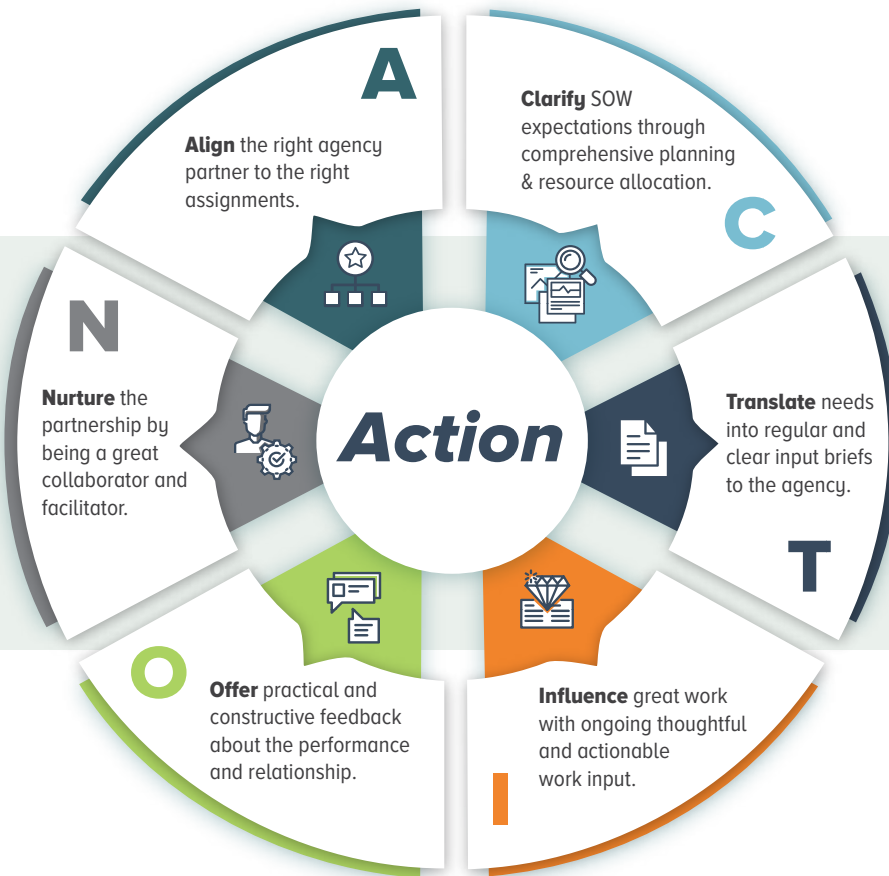 A
Align the right agency
partner to the right
assignments.
Clarify SOW
expectations through
comprehensive planning
& resource allocation.
C
Translate needs
into regular and
clear input briefs
to the agency.
T
Influence great work
with ongoing thoughtful
and actionable
work input.
I
O
Offer practical and
constructive feedback
about the performance
and relationship.
N
Nurture the
partnership by
being a great
collaborator and
facilitator.
Action